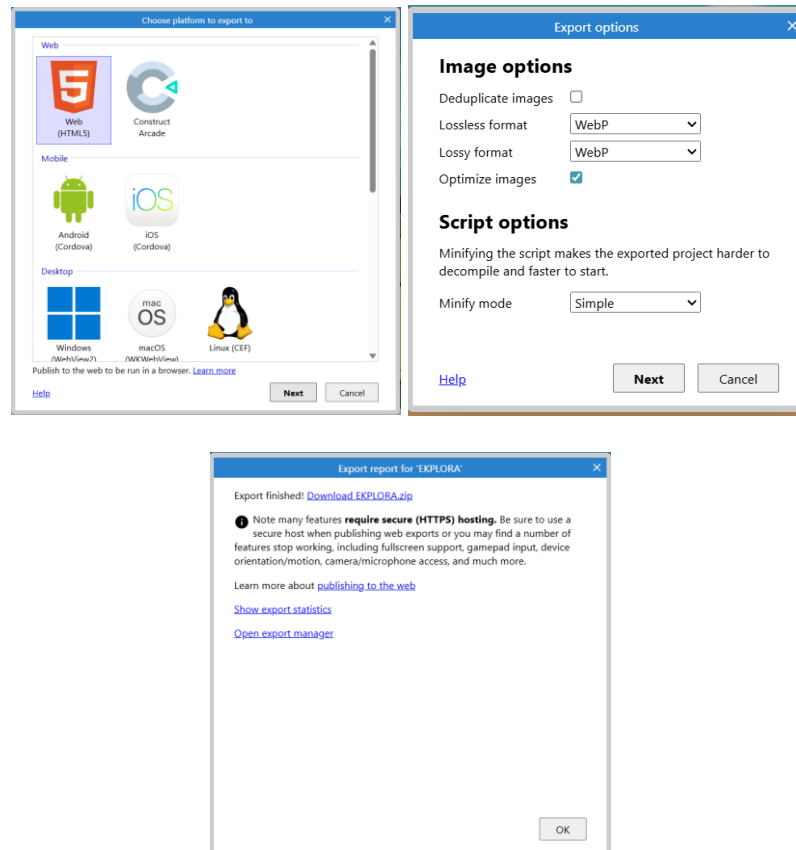 Choose platform to export to
Web
Web
(HTML5)
Construct
Arcade
Mobile
Android
(Cordova)
iOS
iOS
(Cordova)
Desktop
Windows
(WebView2)
mac
OS
macOS
(WKWebView)
Linux (CEF)
Publish to the web to be run in a browser. Learn more
Help
Next
Cancel
Export options
Image options
Deduplicate images
Lossless format
WebP
Lossy format
WebP
Optimize images
Script options
Minifying the script makes the exported project harder to
decompile and faster to start.
Minify mode
Simple
Help
Next
Cancel
Export report for 'EKPLORA'
Export finished! Download EKPLORA.zip
Note many features require secure (HTTPS) hosting. Be sure to use a
secure host when publishing web exports or you may find a number of
features stop working, including fullscreen support, gamepad input, device
orientation/motion, camera/microphone access, and much more.
Learn more about publishing to the web
Show export statistics
Open export manager
OK